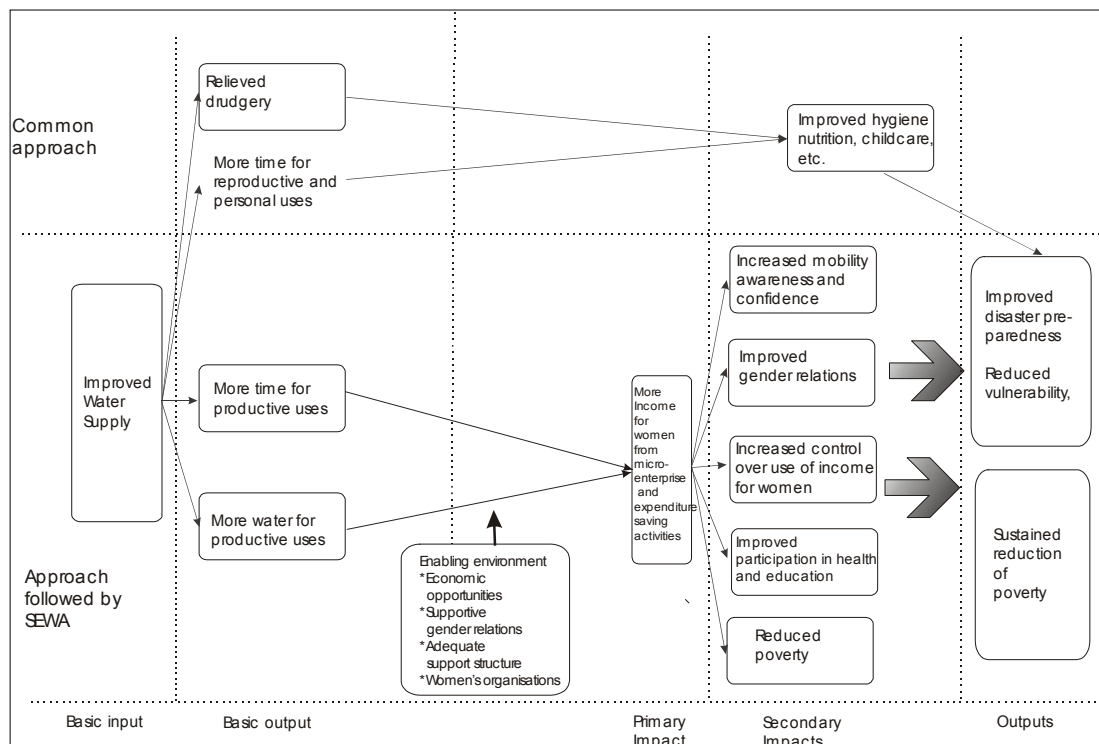 Relieved
drudgery
Common
approach
More time for
reproductive and
personal uses
Improved hygiene
nutrition, childcare,
etc.
Improved
Water
Supply
More time for
productive uses
More water for
productive uses
Approach
followed by
SEWA
Enabling environment
*Economic
opportunities
*Supportive
gender relations
*Adequate
support structure
*Women's organisations
More
Income
for
women
from
micro-
enterprise
and
expenditure
saving
activities
Increased mobility
awareness and
confidence
Improved
gender relations
Increased control
over use of income
for women
Improved
participation in health
and education
Reduced
poverty
Improved
disaster pre-
paredness
Reduced
vulnerability,
Sustained
reduction
of
poverty
Basic input
Basic output
Primary
Impact
Secondary
Impacts
Outputs